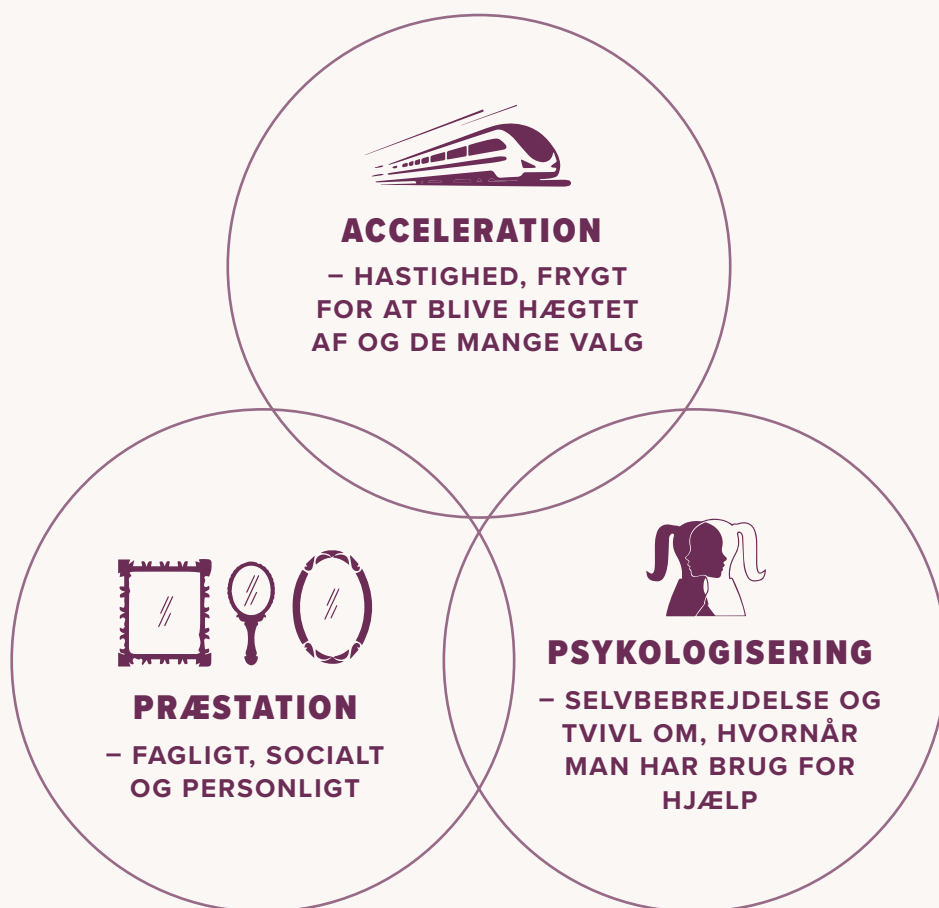 ACCELERATION
– HASTIGHED, FRYGT
FOR AT BLIVE HÆGTET
AF OG DE MANGE VALG
PRÆSTATION
– FAGLIGT, SOCIALT
OG PERSONLIGT
PSYKOLOGISERING
– SELVBEBREJDELSE OG
TVIVL OM, HVORNÅR
MAN HAR BRUG FOR
HJÆLP